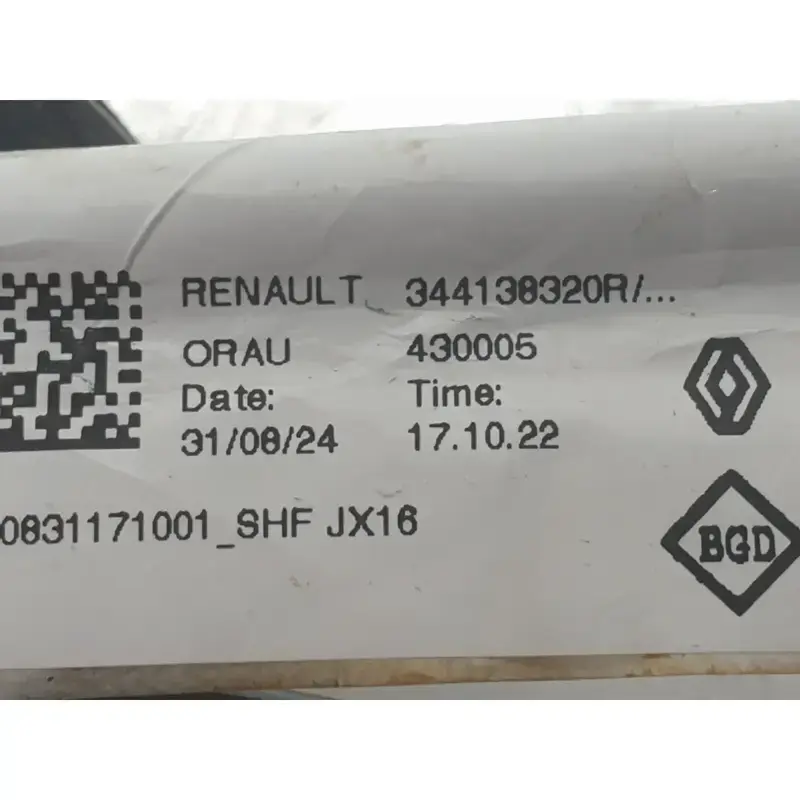 RENAULT 344138320R/...
ORAU 430005
Date: Time:
31/08/24 17.10.22
0831171001_SHF JX16
BGD